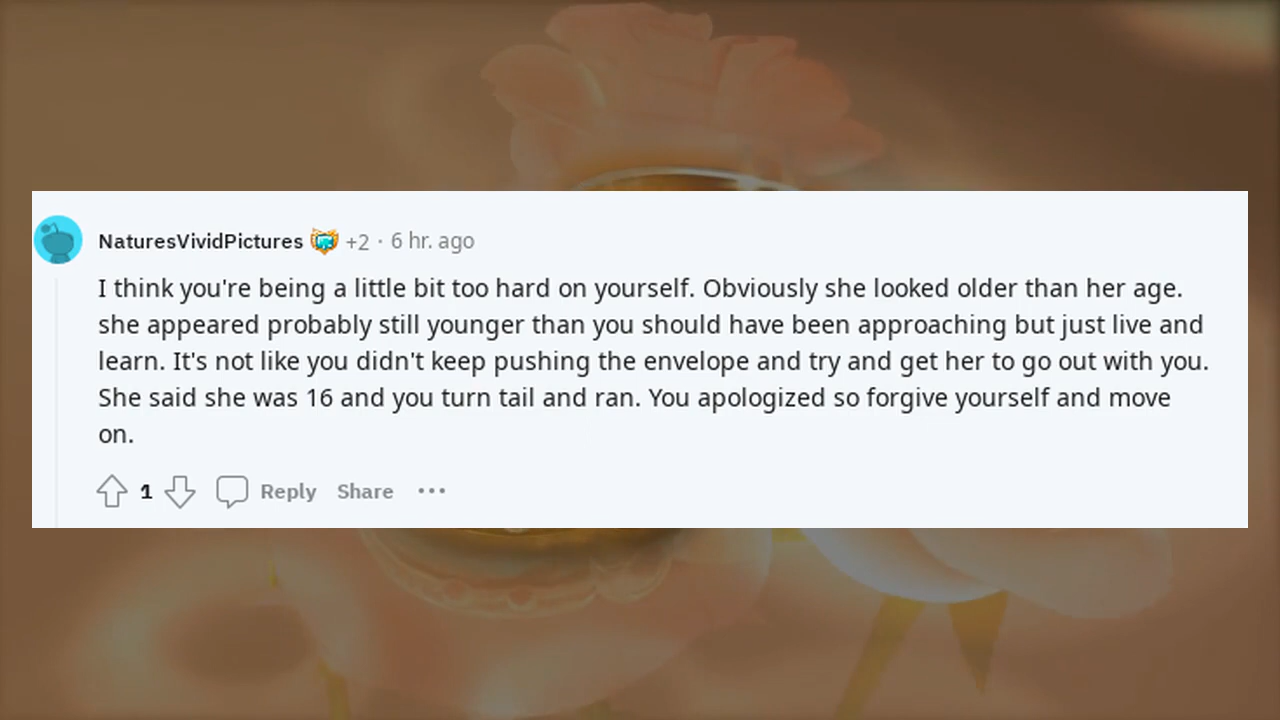 NaturesVividPictures +2 · 6 hr. ago
I think you're being a little bit too hard on yourself. Obviously she looked older than her age.
she appeared probably still younger than you should have been approaching but just live and
learn. It's not like you didn't keep pushing the envelope and try and get her to go out with you.
She said she was 16 and you turn tail and ran. You apologized so forgive yourself and move
on.
1 Reply Share ···